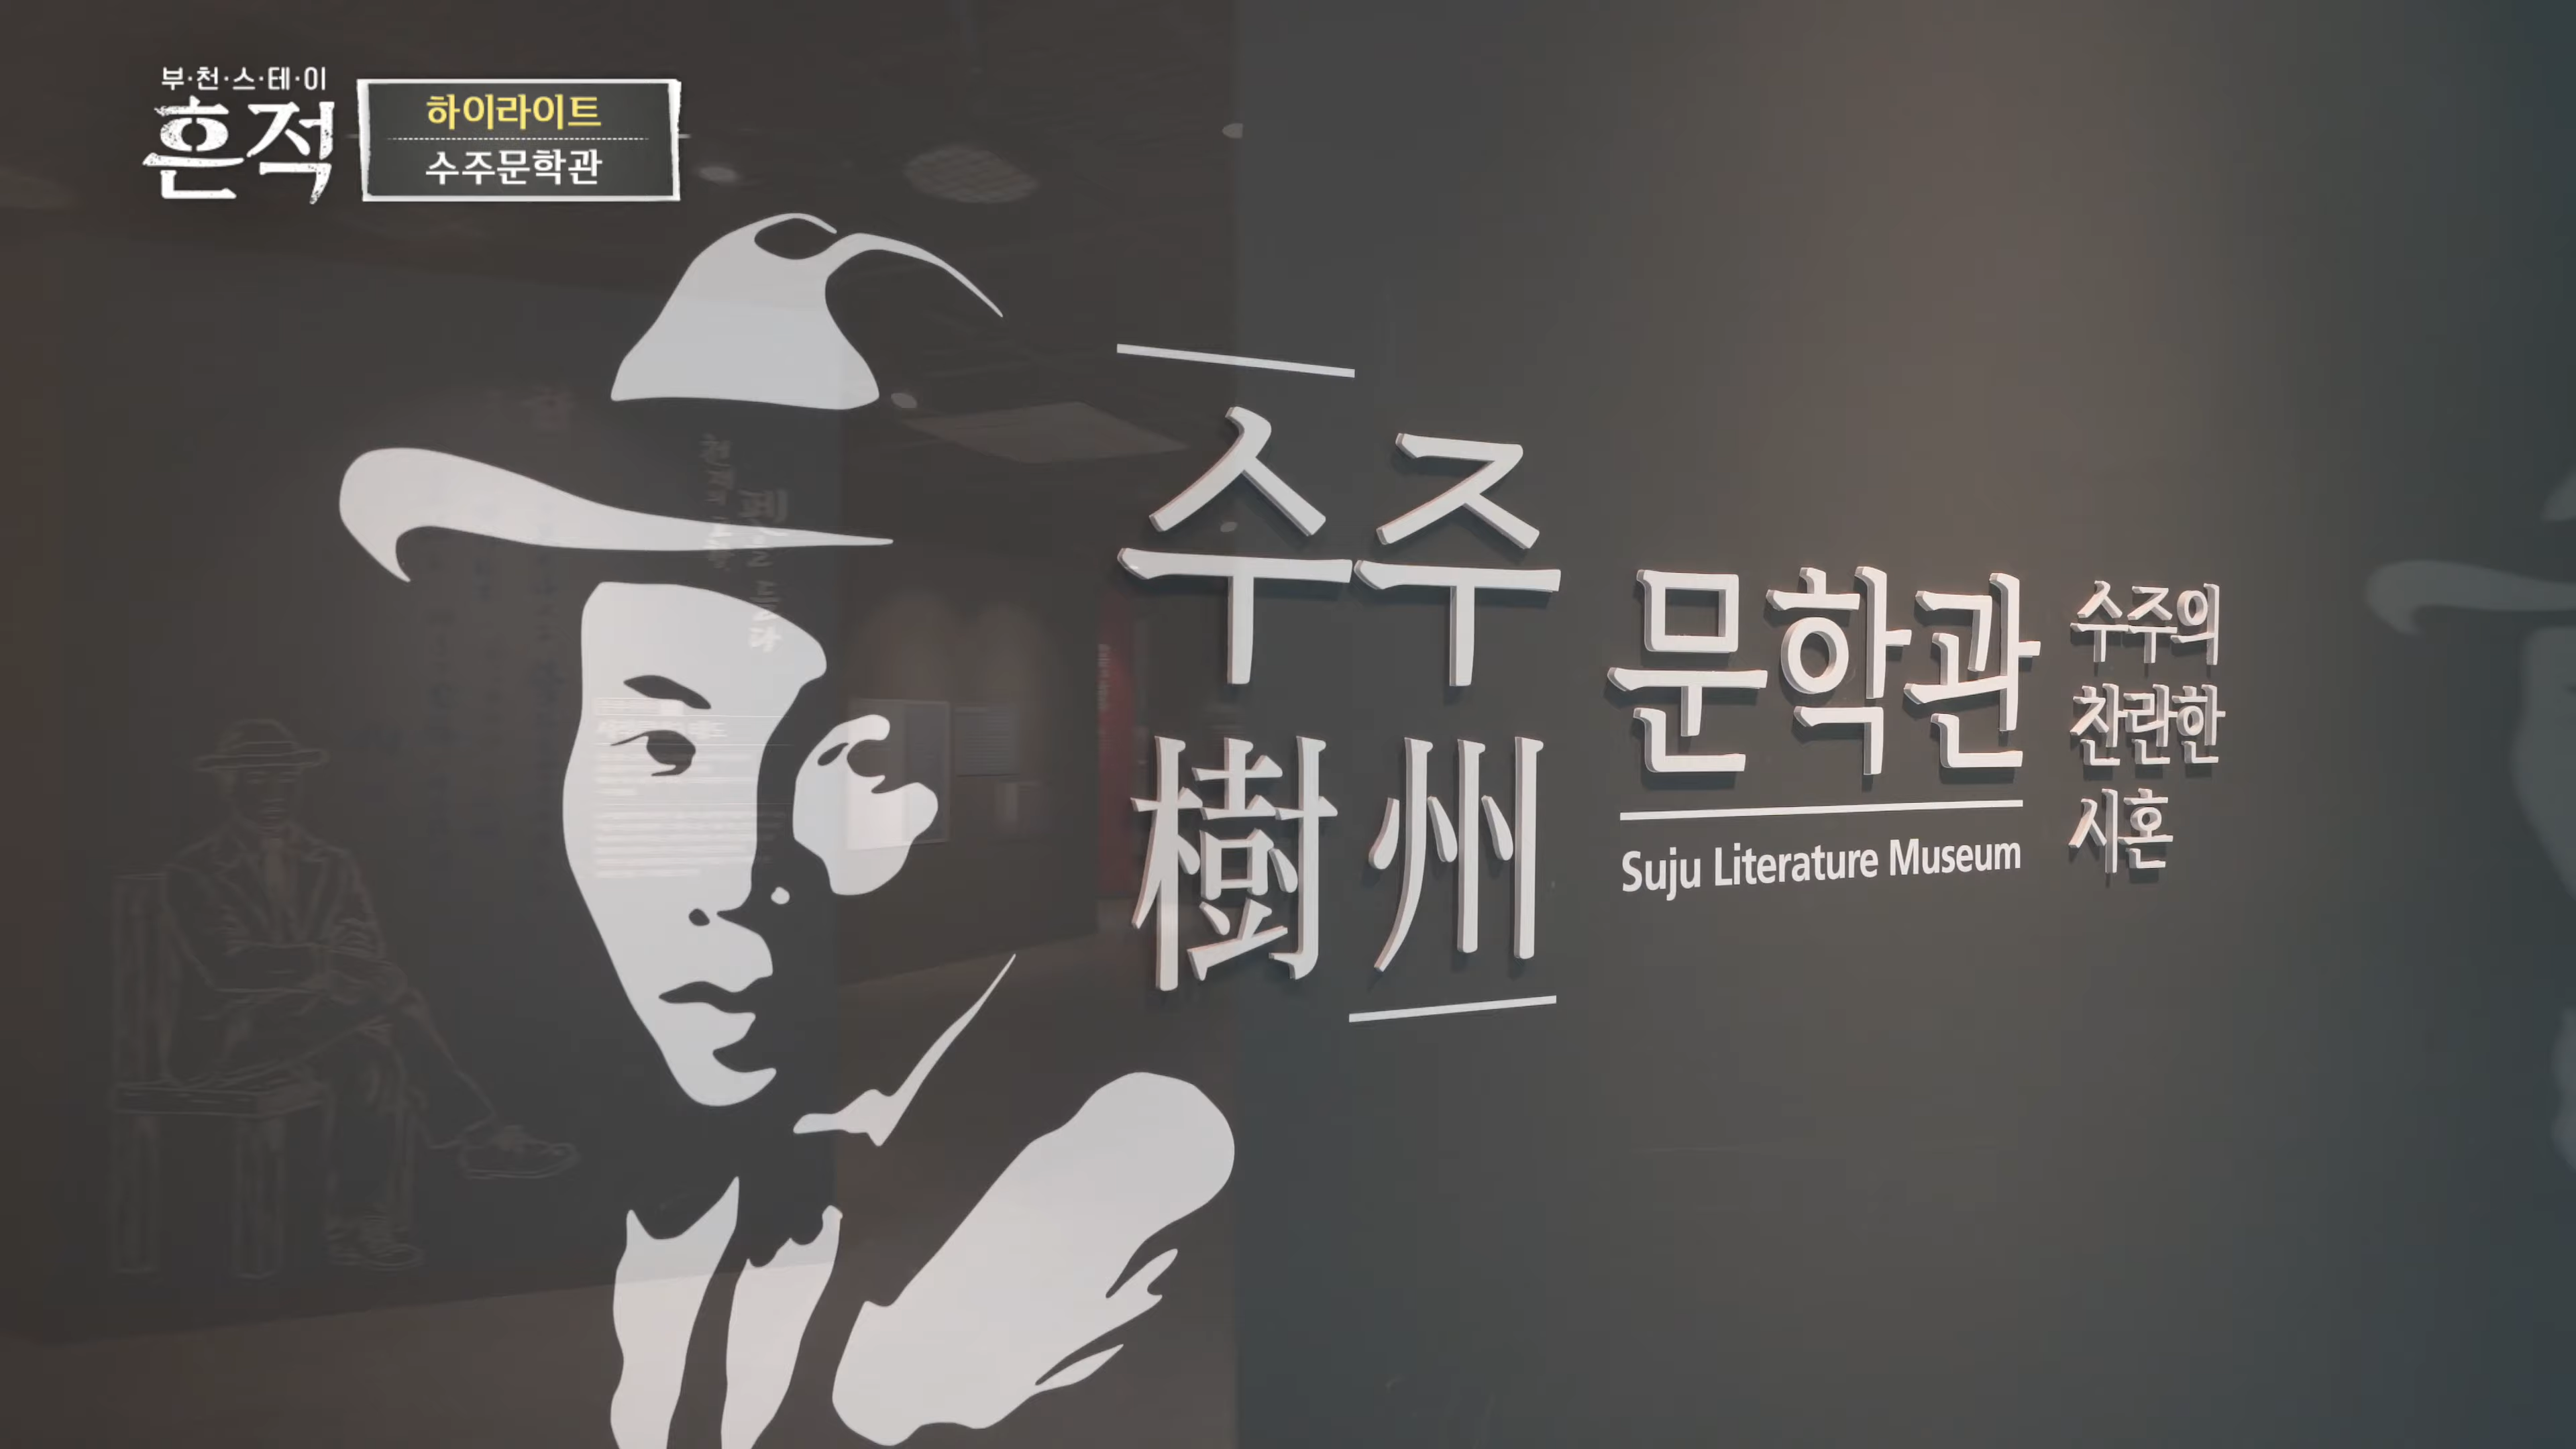 부·천·스·테·이
흔적
하이라이트
수주문학관
수주
樹州
문학관
Suju Literature Museum
수주의
찬란한
시혼